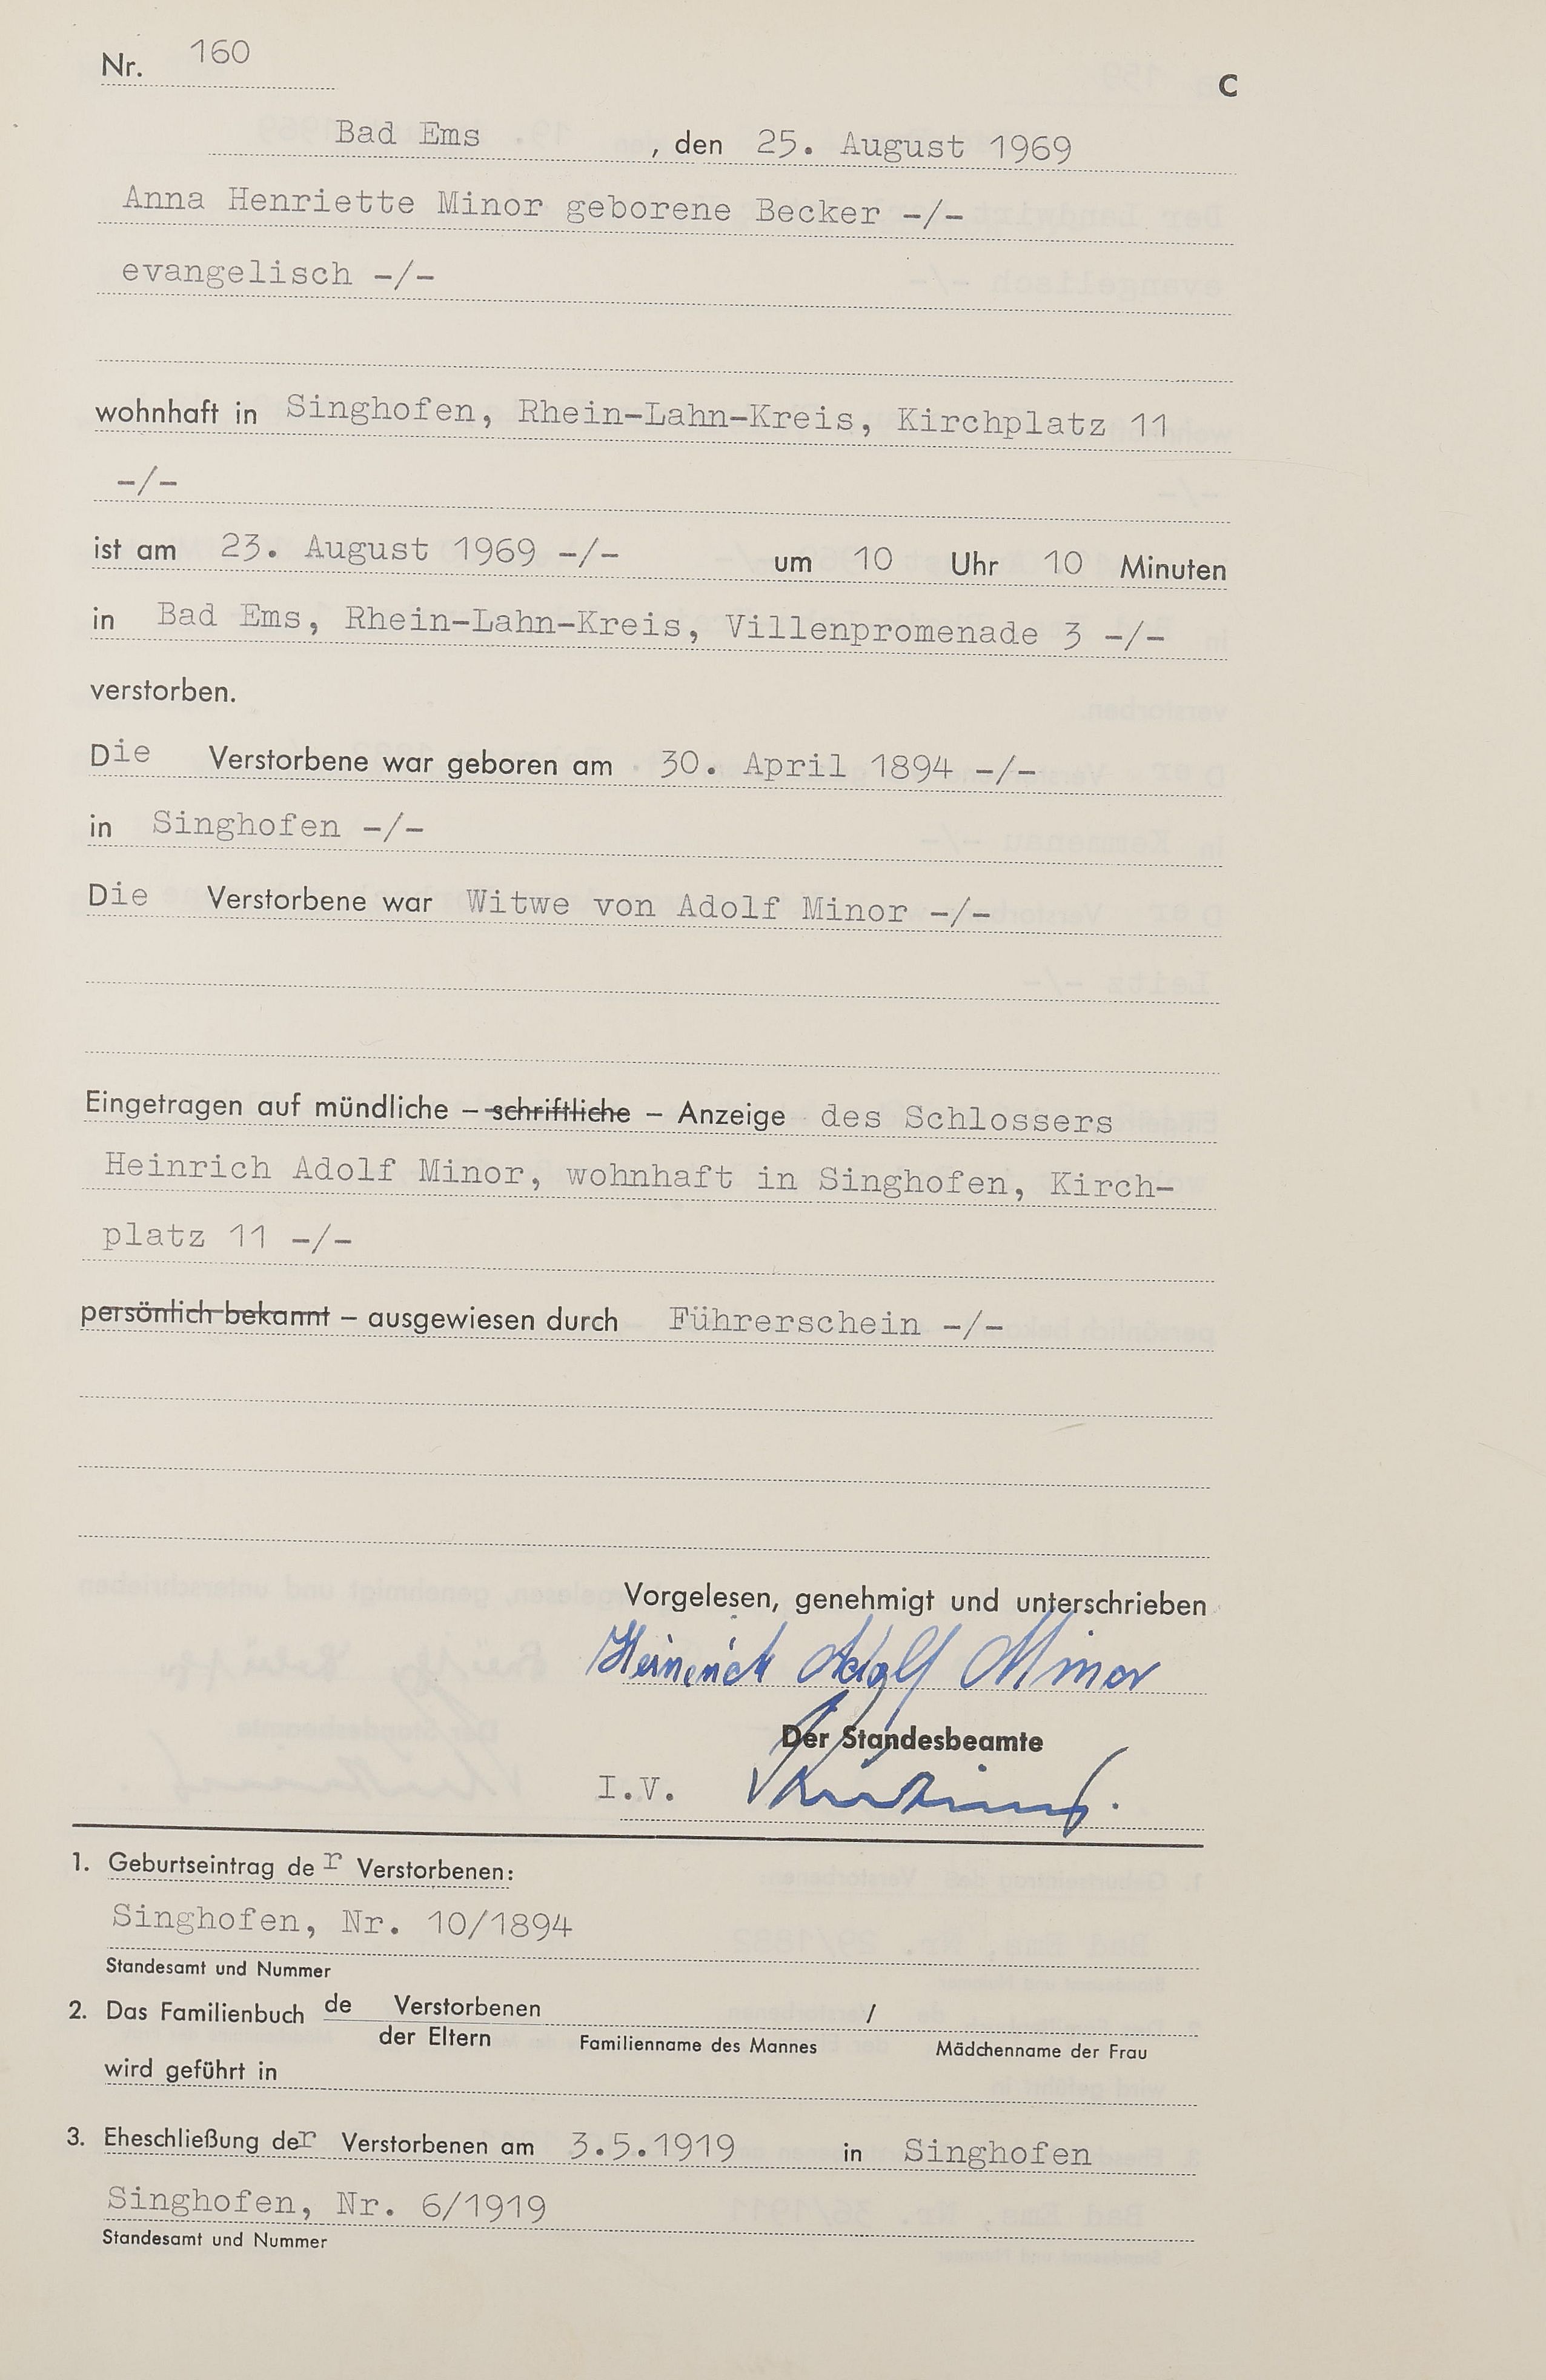 Nr. 160
C
Bad Ems , den 25. August 1969
Anna Henriette Minor geborene Becker -/-
evangelisch -/-
wohnhaft in Singhofen, Rhein-Lahn-Kreis, Kirchplatz 11
-/-
ist am 23. August 1969 -/- um 10 Uhr 10 Minuten
in Bad Ems, Rhein-Lahn-Kreis, Villenpromenade 3 -/-
verstorben.
Die Verstorbene war geboren am 30. April 1894 -/-
in Singhofen -/-
Die Verstorbene war Witwe von Adolf Minor -/-
Eingetragen auf mündliche - schriftliche - Anzeige des Schlossers
Heinrich Adolf Minor, wohnhaft in Singhofen, Kirch-
platz 11 -/-
persönlich bekannt - ausgewiesen durch Führerschein -/-
Vorgelesen, genehmigt und unterschrieben
Heinrich Adolf Minor
Der Standesbeamte
I.V.
1. Geburtseintrag der Verstorbenen:
Singhofen, Nr. 10/1894
Standesamt und Nummer
2. Das Familienbuch de Verstorbenen /
der Eltern Familienname des Mannes Mädchenname der Frau
wird geführt in
3. Eheschließung der Verstorbenen am 3.5.1919 in Singhofen
Singhofen, Nr. 6/1919
Standesamt und Nummer